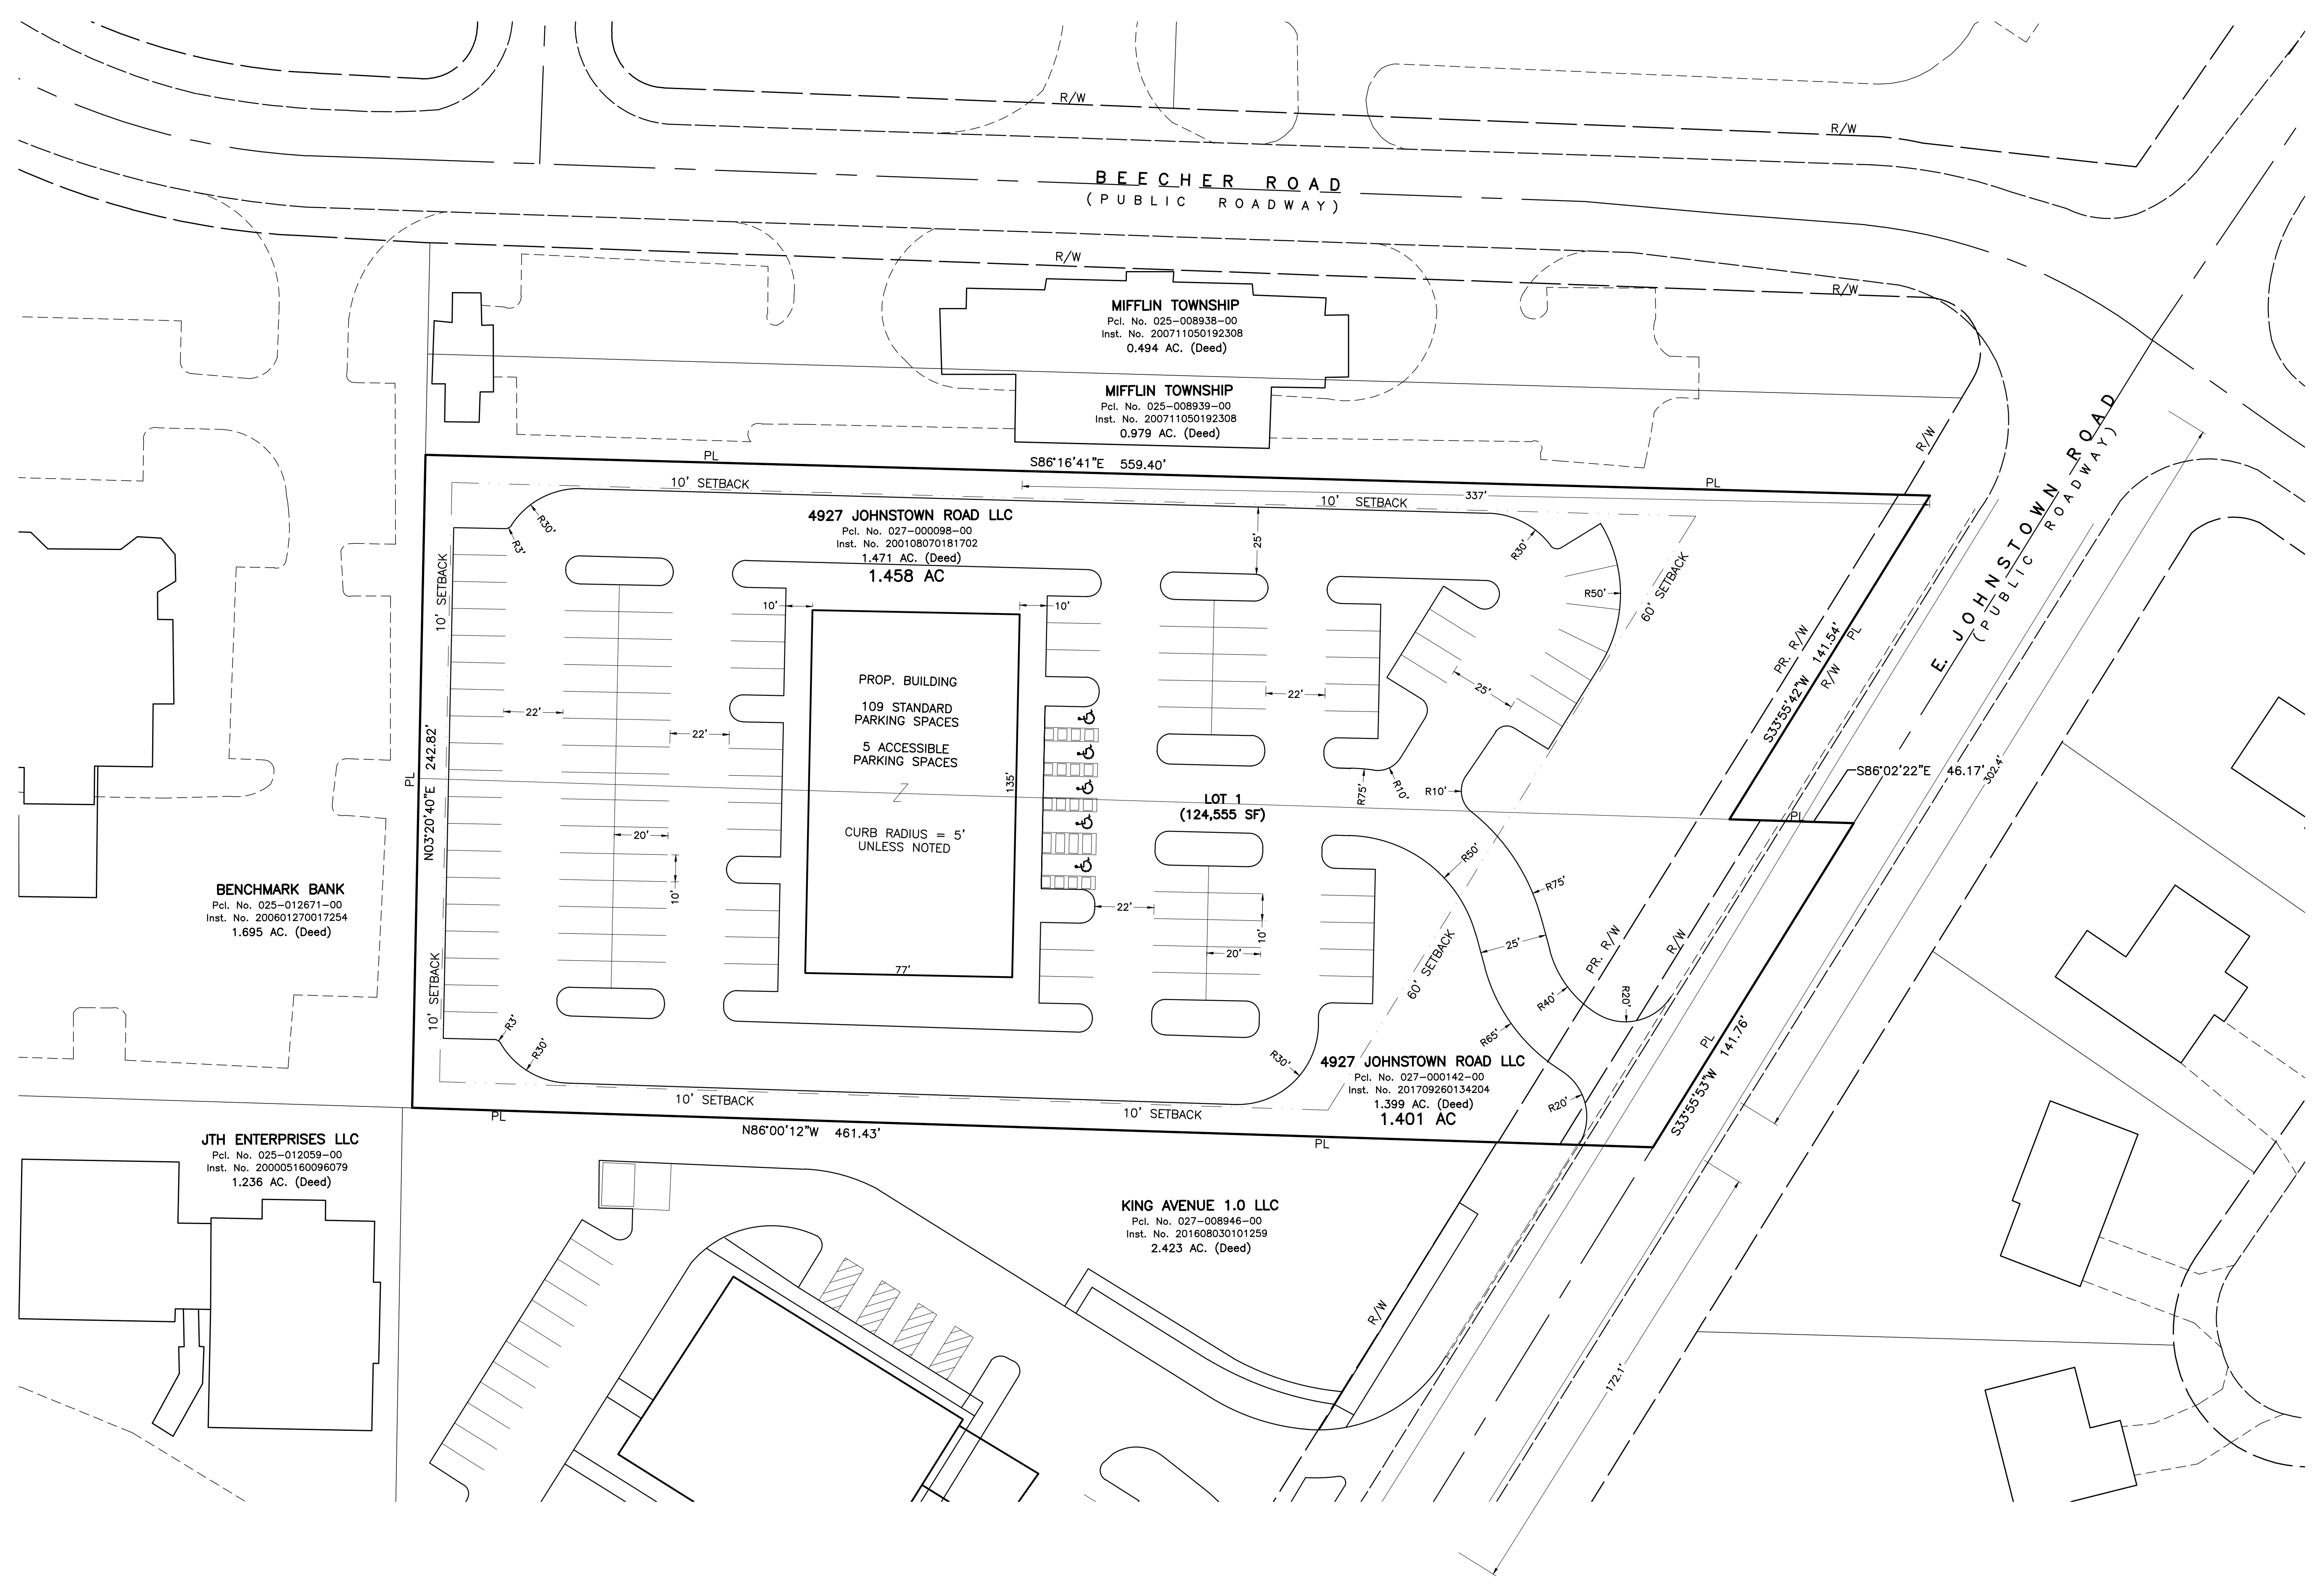 R/W
R/W
BEECHER ROAD
(PUBLIC ROADWAY)
R/W
R/W
MIFFLIN TOWNSHIP
Pcl. No. 025-008938-00
Inst. No. 200711050192308
0.494 AC. (Deed)
MIFFLIN TOWNSHIP
Pcl. No. 025-008939-00
Inst. No. 200711050192308
0.979 AC. (Deed)
R/W
E. JOHNSTOWN ROAD
(PUBLIC ROADWAY)
PL
S86°16'41"E 559.40'
PL
10' SETBACK
337'
10' SETBACK
4927 JOHNSTOWN ROAD LLC
Pcl. No. 027-000098-00
Inst. No. 200108070181702
1.471 AC. (Deed)
1.458 AC
R30'
R3'
25'
R30'
10' SETBACK
10'
10'
R50'
60' SETBACK
PR. R/W
S33°55'42"W 141.54'
PL
R/W
PROP. BUILDING
109 STANDARD
PARKING SPACES
5 ACCESSIBLE
PARKING SPACES
22'
22'
22'
25'
PL
N03°20'40"E 242.82'
135'
S86°02'22"E 46.17'
302.4'
R75'
R10'
R10'
Z
LOT 1
(124,555 SF)
PL
20'
CURB RADIUS = 5'
UNLESS NOTED
R50'
R75'
10'
BENCHMARK BANK
Pcl. No. 025-012671-00
Inst. No. 200601270017254
1.695 AC. (Deed)
22'
10'
20'
25'
PR. R/W
R/W
10' SETBACK
77'
60' SETBACK
R40'
R20'
R65'
R3'
R30'
R30'
PL
S33°55'53"W 141.76'
4927 JOHNSTOWN ROAD LLC
Pcl. No. 027-000142-00
Inst. No. 201709260134204
1.399 AC. (Deed)
1.401 AC
R20'
10' SETBACK
10' SETBACK
PL
N86°00'12"W 461.43'
PL
JTH ENTERPRISES LLC
Pcl. No. 025-012059-00
Inst. No. 200005160096079
1.236 AC. (Deed)
KING AVENUE 1.0 LLC
Pcl. No. 027-008946-00
Inst. No. 201608030101259
2.423 AC. (Deed)
R/W
172.1'